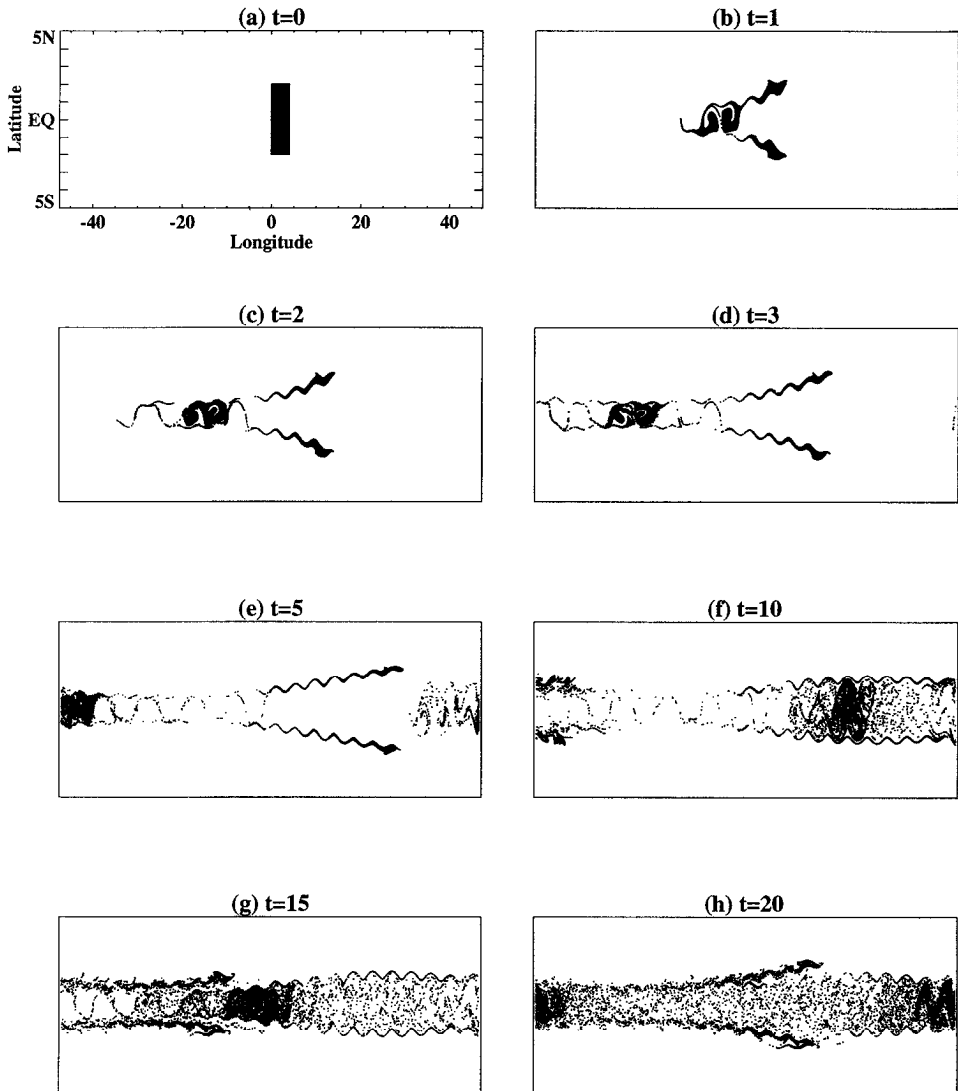 (a) t=0
(b) t=1
5N
Latitude
EQ
5S
-40 -20 0 20 40
Longitude
(c) t=2
(d) t=3
(e) t=5
(f) t=10
(g) t=15
(h) t=20